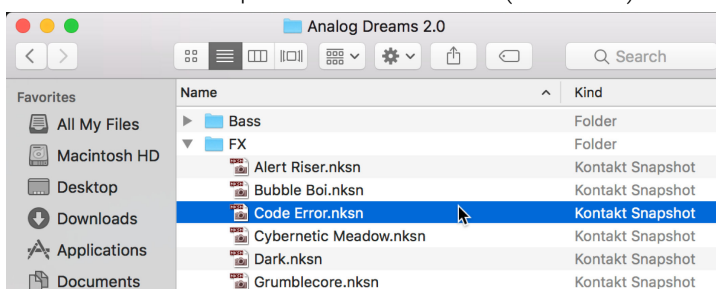 Analog Dreams 2.0
Search
Favorites
All My Files
Macintosh HD
Desktop
Downloads
Applications
Documents
Name Kind
Bass Folder
FX Folder
Alert Riser.nksn Kontakt Snapshot
Bubble Boi.nksn Kontakt Snapshot
Code Error.nksn Kontakt Snapshot
Cybernetic Meadow.nksn Kontakt Snapshot
Dark.nksn Kontakt Snapshot
Grumblecore.nksn Kontakt Snapshot